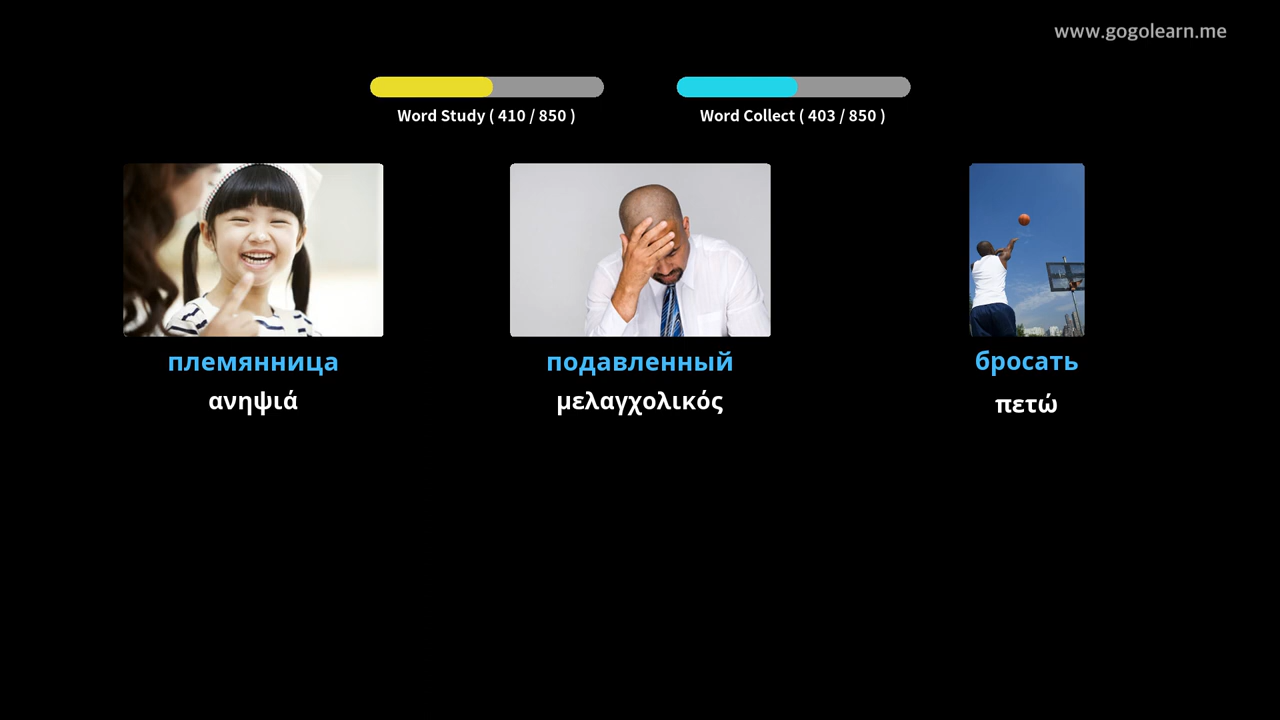 www.gogolearn.me
Word Study ( 410 / 850 )
Word Collect ( 403 / 850 )
племянница
ανηψιά
подавленный
μελαγχολικός
бросать
πετώ